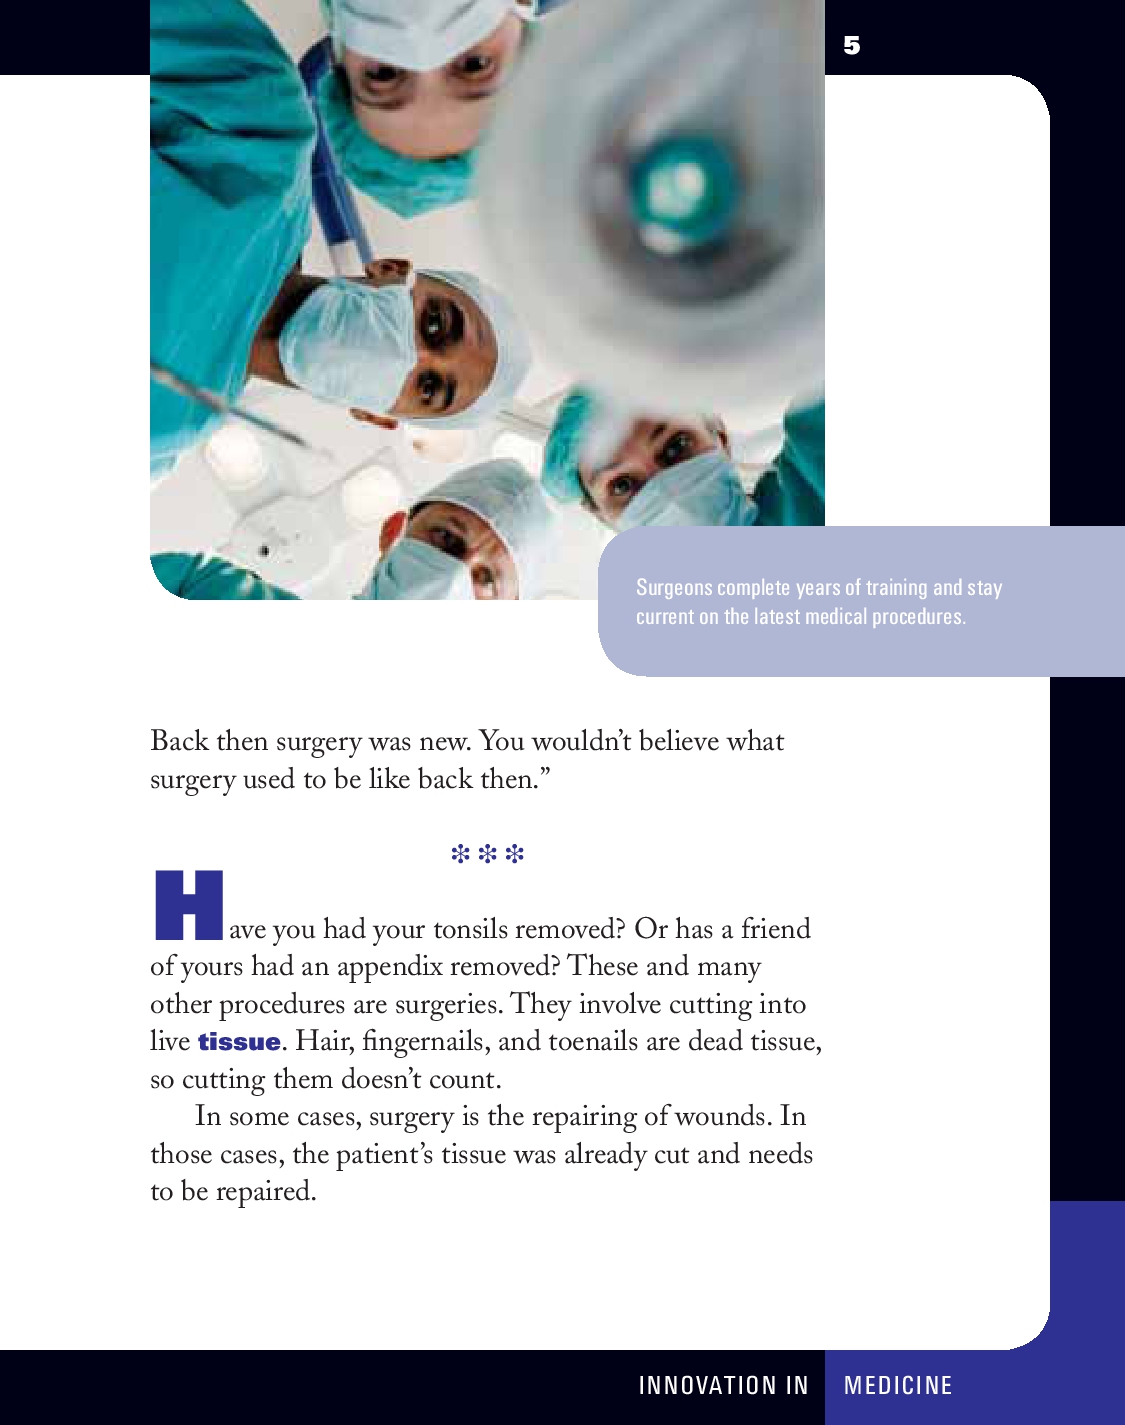 5
Surgeons complete years of training and stay
current on the latest medical procedures.
Back then surgery was new. You wouldn’t believe what
surgery used to be like back then.”
❇ ❇ ❇
Have you had your tonsils removed? Or has a friend
of yours had an appendix removed? These and many
other procedures are surgeries. They involve cutting into
live tissue. Hair, fingernails, and toenails are dead tissue,
so cutting them doesn’t count.
In some cases, surgery is the repairing of wounds. In
those cases, the patient’s tissue was already cut and needs
to be repaired.
INNOVATION IN MEDICINE